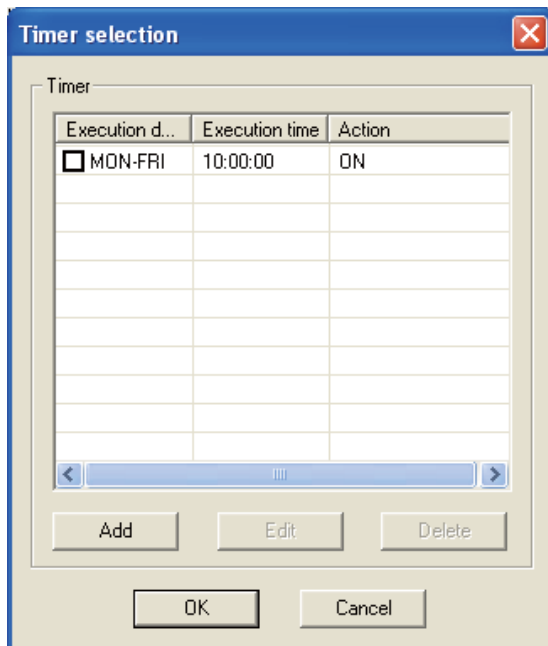 Timer selection
Timer
Execution d... Execution time Action
MON-FRI 10:00:00 ON
Add Edit Delete
OK Cancel